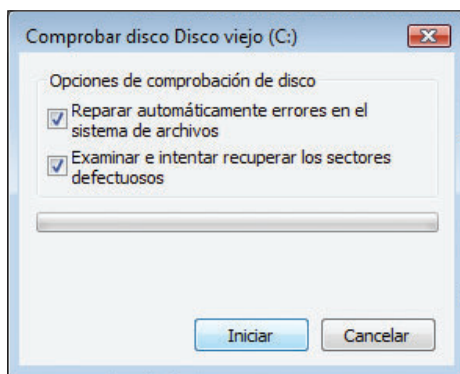 Comprobar disco Disco viejo (C:)
Opciones de comprobación de disco
Reparar automáticamente errores en el
sistema de archivos
Examinar e intentar recuperar los sectores
defectuosos
Iniciar
Cancelar